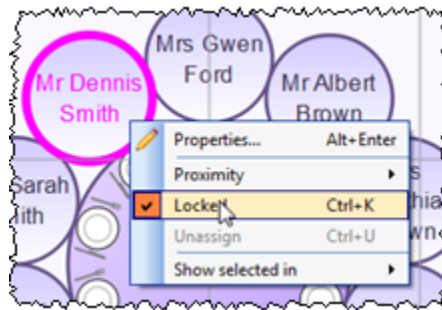 Mrs Gwen
Ford
Mr Dennis
Smith
Mr Albert
Brown
Properties... Alt+Enter
Proximity
Locked Ctrl+K
Unassign Ctrl+U
Show selected in
Sarah